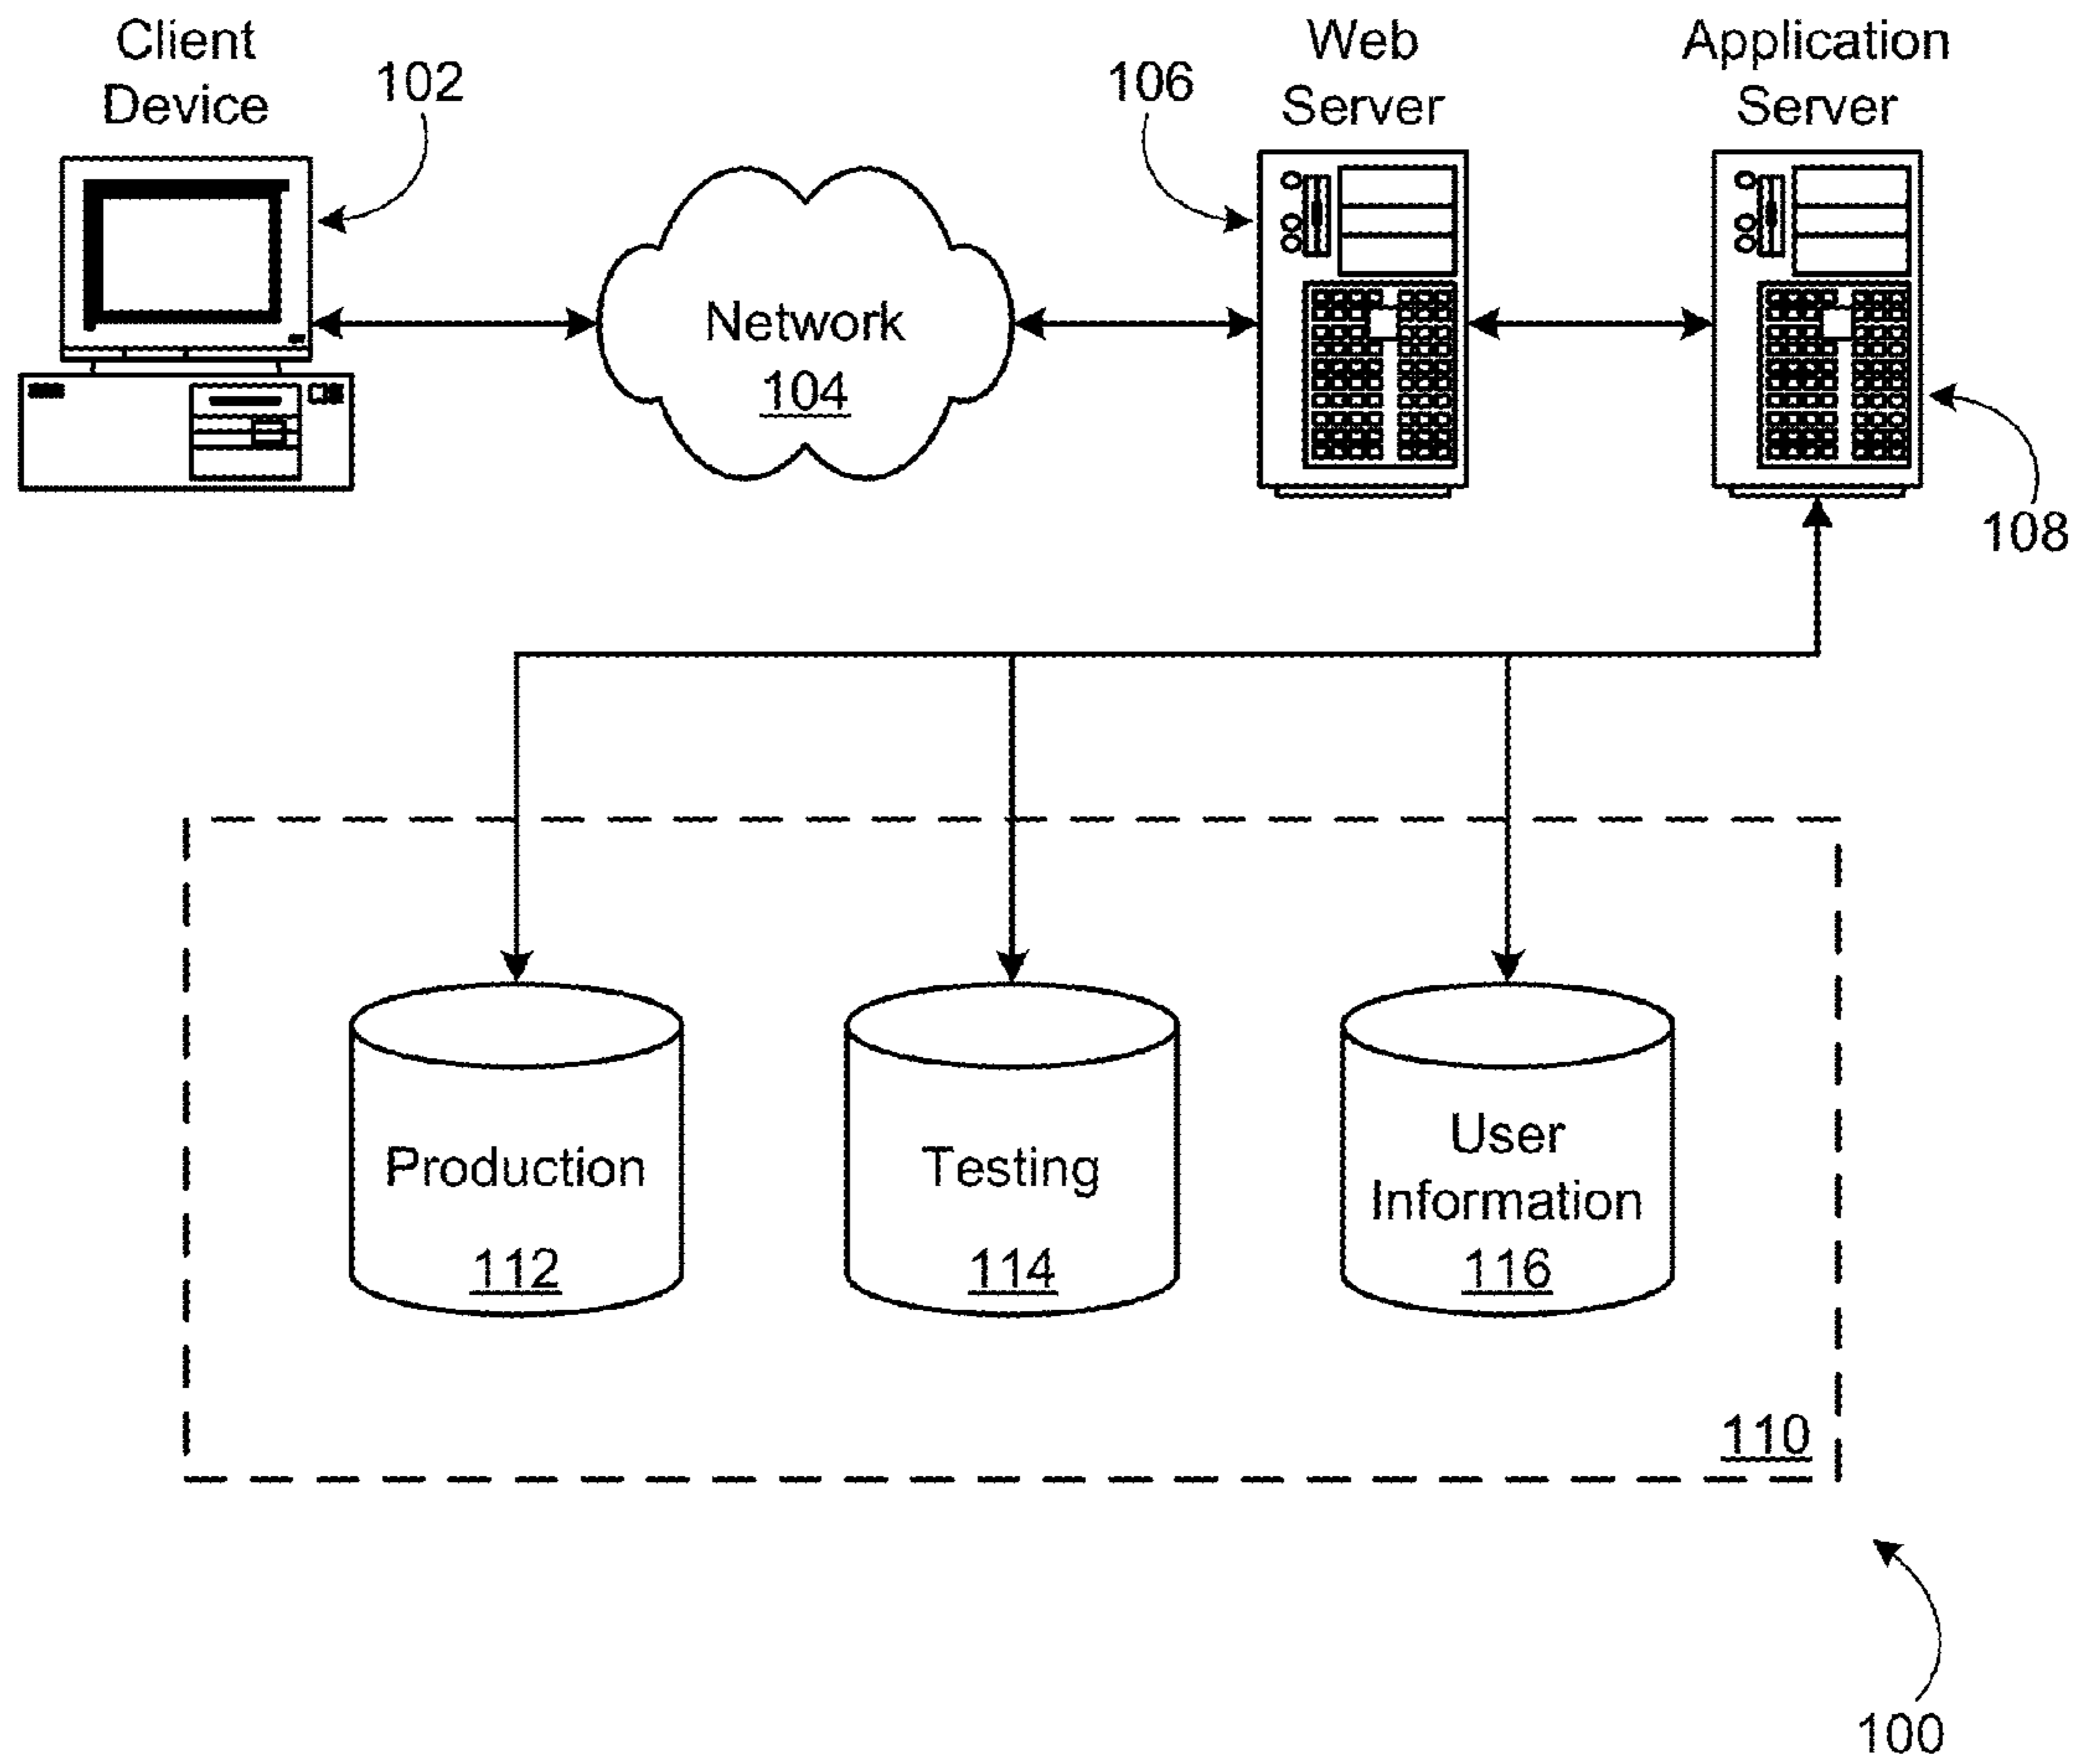 Client
Device
102
106
Web
Server
Application
Server
Network
104
108
Production
112
Testing
114
User
Information
116
110
100